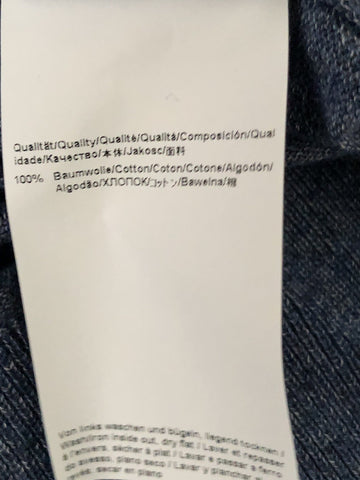 Qualität/Quality/Qualité/Qualità/Composición/Qual
idade/Качество/本体/Jakosc/面料
100% Baumwolle/Cotton/Coton/Cotone/Algodón/
Algodão/ХЛОПОК/コットン/Bawelna/棉
Von links waschen und bügeln, liegend trocknen /
Wash/iron inside out, dry flat / Laver et repasser
à l'envers, sécher à plat / Lavar e passar a ferro
do avesso, plano seco / Lavar y planchar
revés; secar en plano